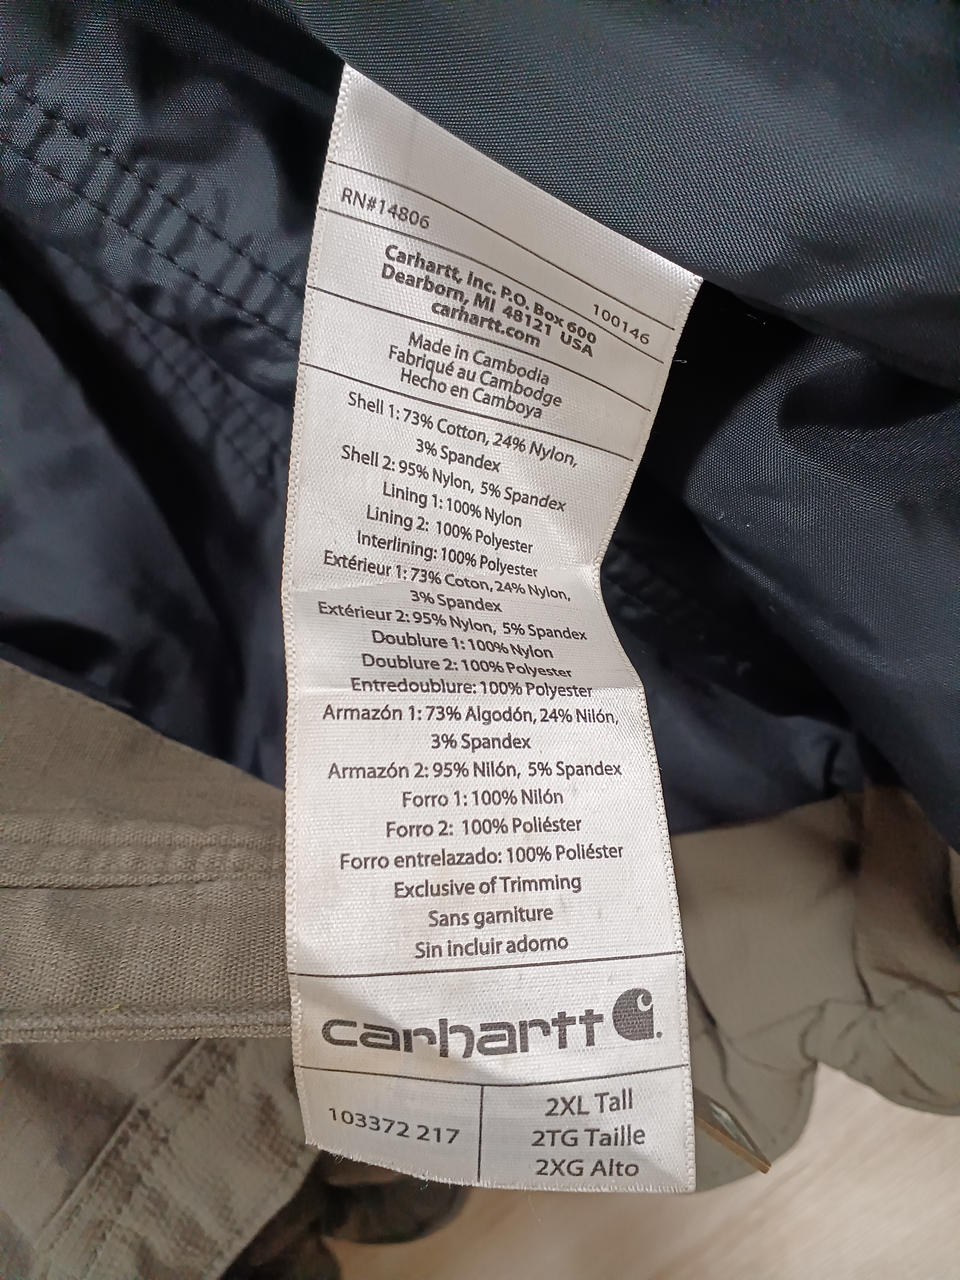 RN#14806
100146
Carhartt, Inc. P.O. Box 600
Dearborn, MI 48121 USA
carhartt.com
Made in Cambodia
Fabriqué au Cambodge
Hecho en Camboya
Shell 1: 73% Cotton, 24% Nylon,
3% Spandex
Shell 2: 95% Nylon, 5% Spandex
Lining 1: 100% Nylon
Lining 2: 100% Polyester
Interlining: 100% Polyester
Extérieur 1: 73% Coton, 24% Nylon,
3% Spandex
Extérieur 2: 95% Nylon, 5% Spandex
Doublure 1: 100% Nylon
Doublure 2: 100% Polyester
Entredoublure: 100% Polyester
Armazón 1: 73% Algodón, 24% Nilón,
3% Spandex
Armazón 2: 95% Nilón, 5% Spandex
Forro 1: 100% Nilón
Forro 2: 100% Poliéster
Forro entrelazado: 100% Poliéster
Exclusive of Trimming
Sans garniture
Sin incluir adorno
carhartt
103372 217
2XL Tall
2TG Taille
2XG Alto